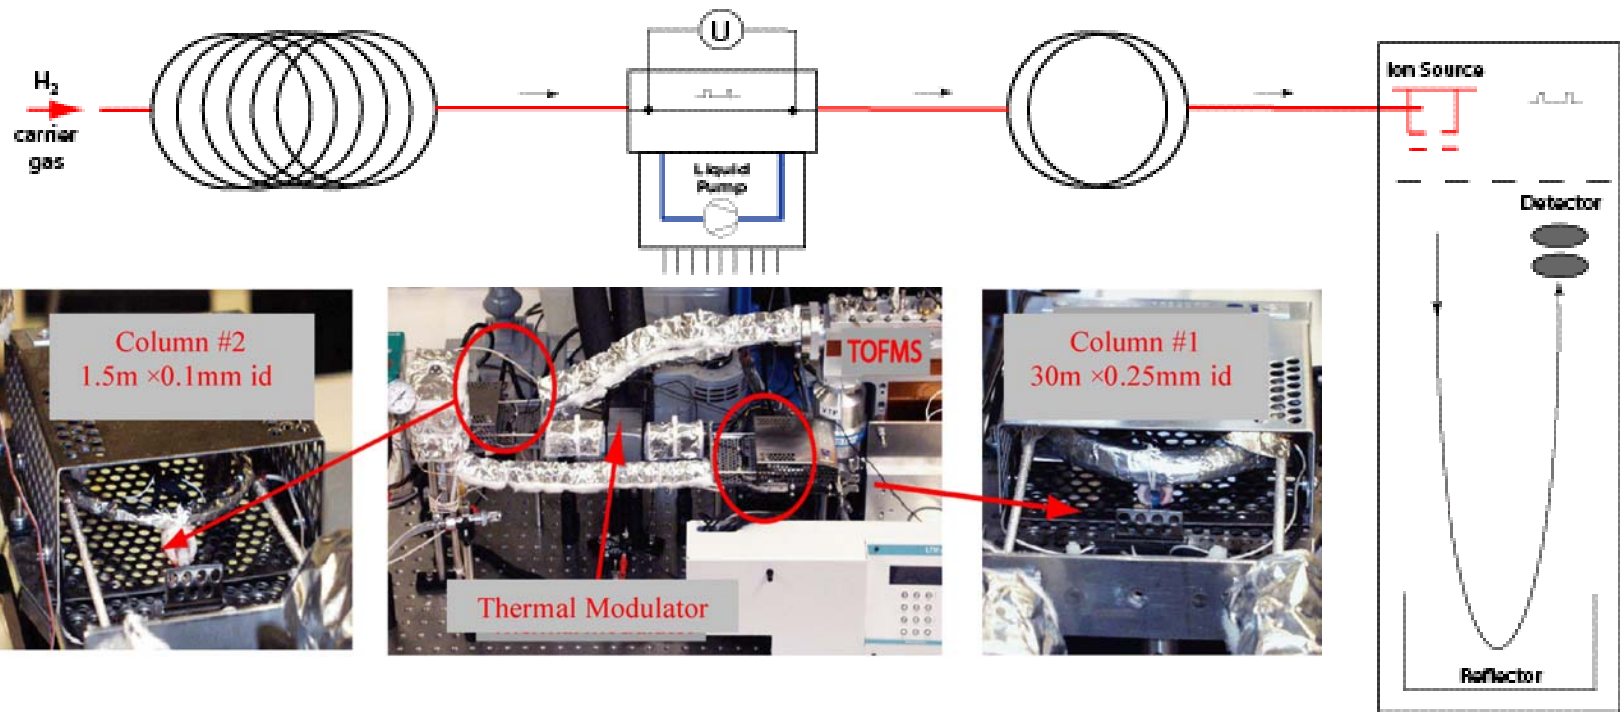 H₂
carrier
gas
U
Liquid
Pump
Ion Source
Detector
Reflector
Column #2
1.5m ×0.1mm id
TOFMS
Thermal Modulator
Column #1
30m ×0.25mm id